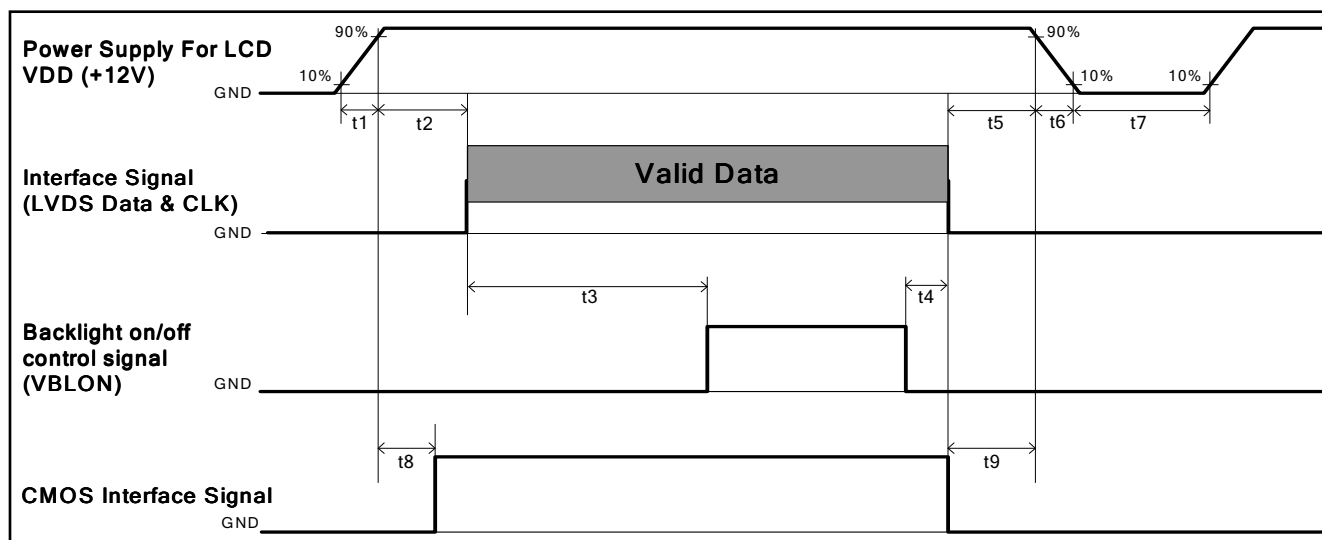 90%
90%
Power Supply For LCD
VDD (+12V)
10%
10%
10%
GND
t1
t2
t5
t6
t7
Valid Data
Interface Signal
(LVDS Data & CLK)
GND
t3
t4
Backlight on/off
control signal
(VBLON)
GND
t8
t9
CMOS Interface Signal
GND